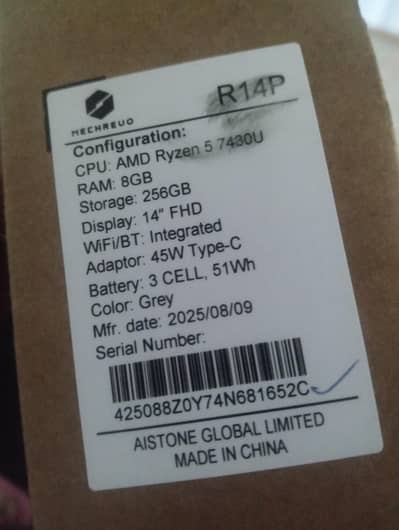 R14P
MECHREVO
Configuration:
CPU: AMD Ryzen 5 7430U
RAM: 8GB
Storage: 256GB
Display: 14" FHD
WiFi/BT: Integrated
Adaptor: 45W Type-C
Battery: 3 CELL, 51Wh
Color: Grey
Mfr. date: 2025/08/09
Serial Number:
425088Z0Y74N681652C
AISTONE GLOBAL LIMITED
MADE IN CHINA